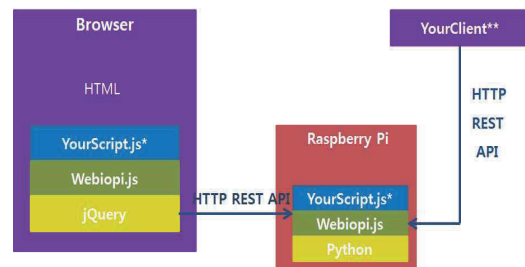 Browser
HTML
YourScript.js*
Webiopi.js
jQuery
HTTP REST API
Raspberry Pi
YourScript.js*
Webiopi.js
Python
YourClient**
HTTP
REST
API